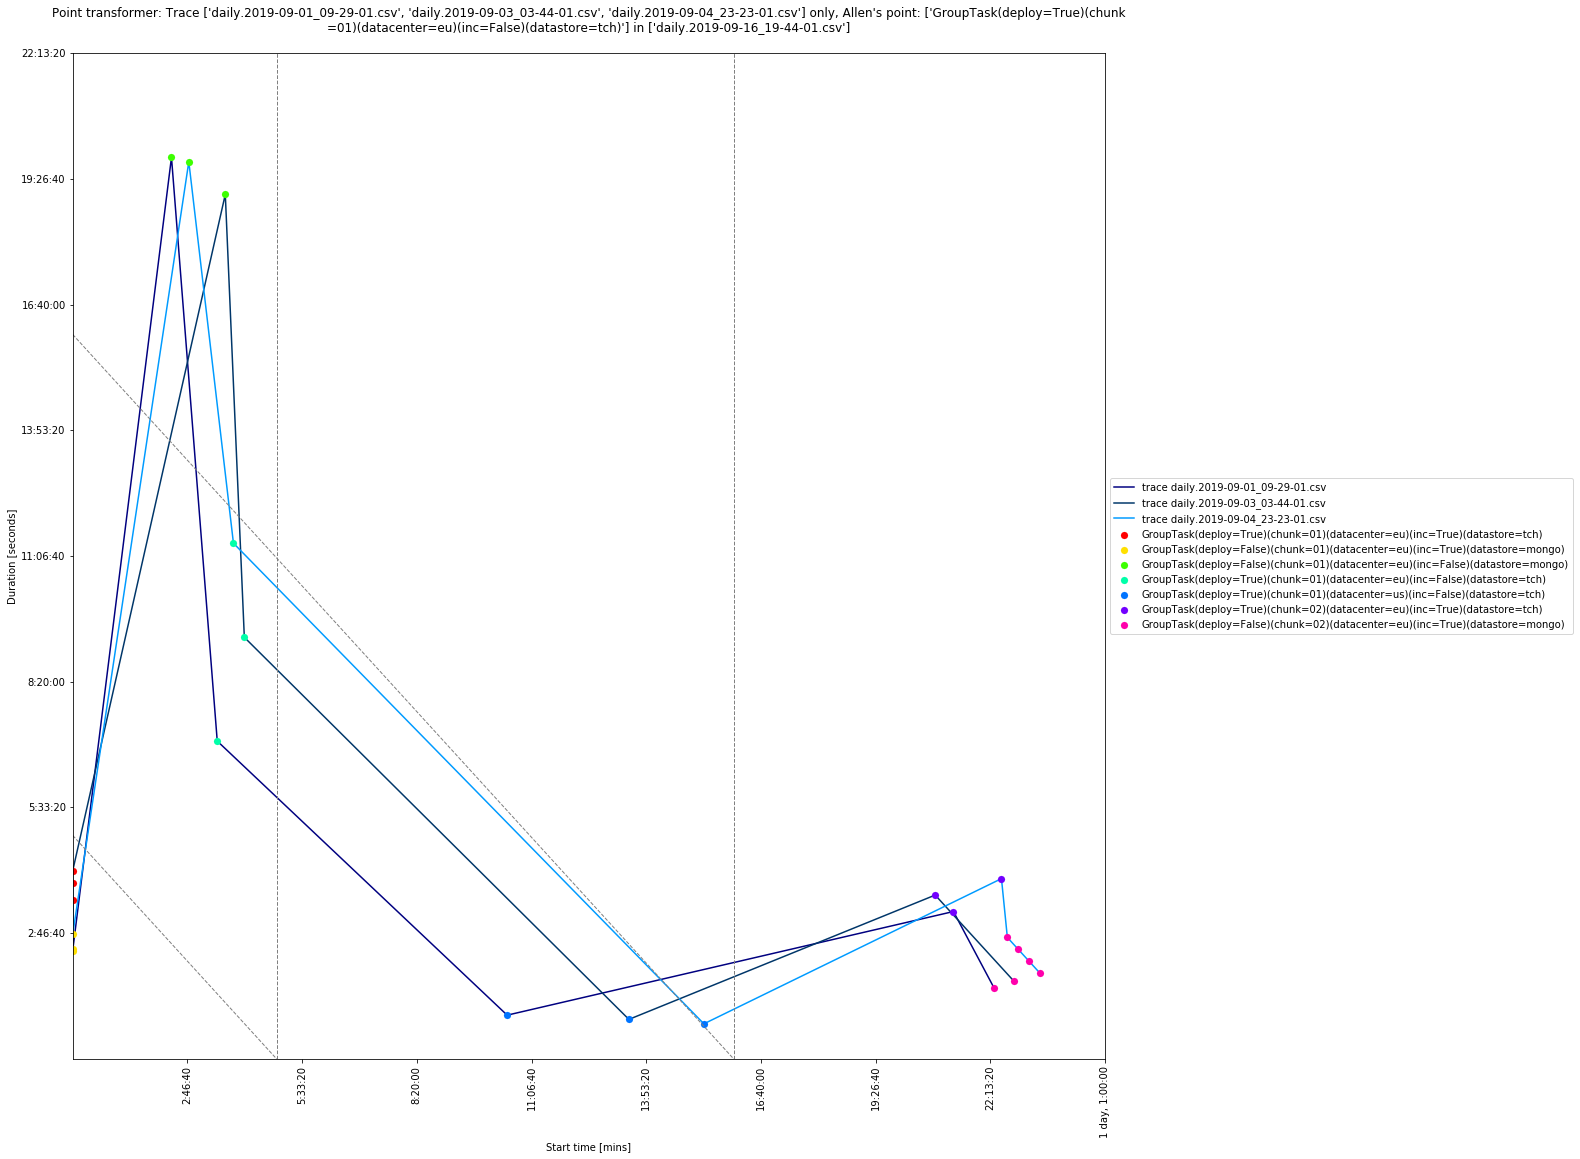 Point transformer: Trace ['daily.2019-09-01_09-29-01.csv', 'daily.2019-09-03_03-44-01.csv', 'daily.2019-09-04_23-23-01.csv'] only, Allen's point: ['GroupTask(deploy=True)(chunk
=01)(datacenter=eu)(inc=False)(datastore=tch)'] in ['daily.2019-09-16_19-44-01.csv']
22:13:20
19:26:40
16:40:00
13:53:20
11:06:40
8:20:00
5:33:20
2:46:40
Duration [seconds]
2:46:40
5:33:20
8:20:00
11:06:40
13:53:20
16:40:00
19:26:40
22:13:20
1 day, 1:00:00
Start time [mins]
trace daily.2019-09-01_09-29-01.csv
trace daily.2019-09-03_03-44-01.csv
trace daily.2019-09-04_23-23-01.csv
GroupTask(deploy=True)(chunk=01)(datacenter=eu)(inc=True)(datastore=tch)
GroupTask(deploy=False)(chunk=01)(datacenter=eu)(inc=True)(datastore=mongo)
GroupTask(deploy=False)(chunk=01)(datacenter=eu)(inc=False)(datastore=mongo)
GroupTask(deploy=True)(chunk=01)(datacenter=eu)(inc=False)(datastore=tch)
GroupTask(deploy=True)(chunk=01)(datacenter=us)(inc=False)(datastore=tch)
GroupTask(deploy=True)(chunk=02)(datacenter=eu)(inc=True)(datastore=tch)
GroupTask(deploy=False)(chunk=02)(datacenter=eu)(inc=True)(datastore=mongo)